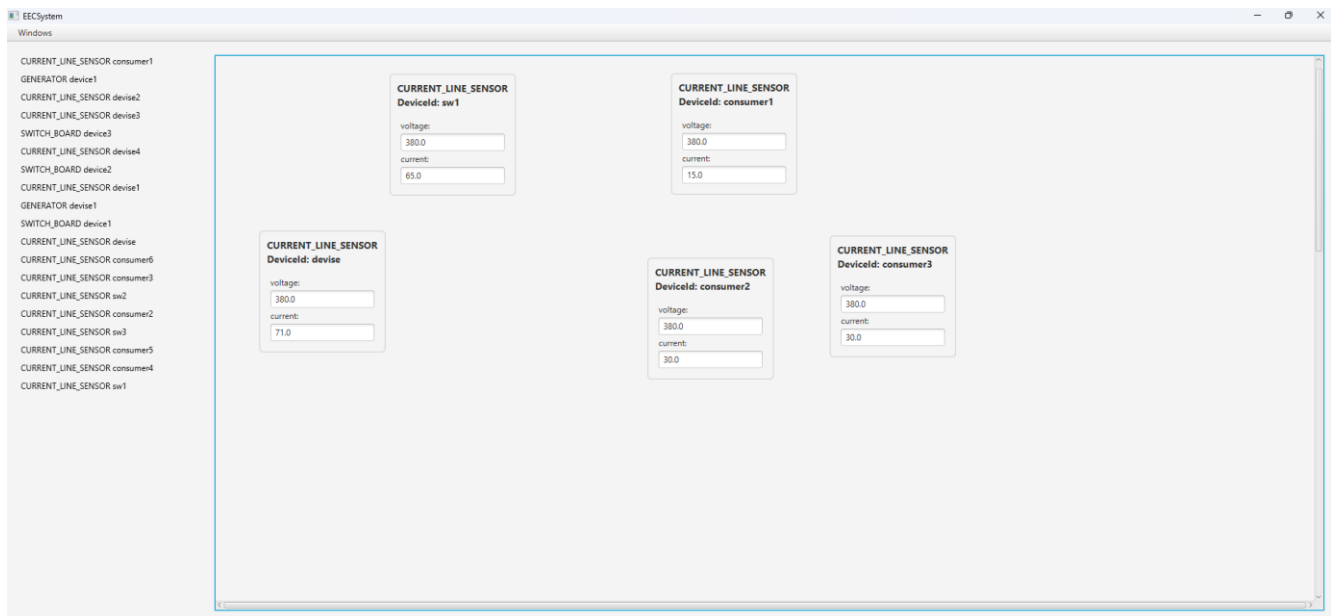 EECSystem
Windows
CURRENT_LINE_SENSOR consumer1
GENERATOR device1
CURRENT_LINE_SENSOR devise2
CURRENT_LINE_SENSOR devise3
SWITCH_BOARD device3
CURRENT_LINE_SENSOR devise4
SWITCH_BOARD device2
CURRENT_LINE_SENSOR devise1
GENERATOR devise1
SWITCH_BOARD device1
CURRENT_LINE_SENSOR devise
CURRENT_LINE_SENSOR consumer6
CURRENT_LINE_SENSOR consumer3
CURRENT_LINE_SENSOR sw2
CURRENT_LINE_SENSOR consumer2
CURRENT_LINE_SENSOR sw3
CURRENT_LINE_SENSOR consumer5
CURRENT_LINE_SENSOR consumer4
CURRENT_LINE_SENSOR sw1
CURRENT_LINE_SENSOR
DeviceId: sw1
voltage:
380.0
current:
65.0
CURRENT_LINE_SENSOR
DeviceId: consumer1
voltage:
380.0
current:
15.0
CURRENT_LINE_SENSOR
DeviceId: devise
voltage:
380.0
current:
71.0
CURRENT_LINE_SENSOR
DeviceId: consumer2
voltage:
380.0
current:
30.0
CURRENT_LINE_SENSOR
DeviceId: consumer3
voltage:
380.0
current:
30.0